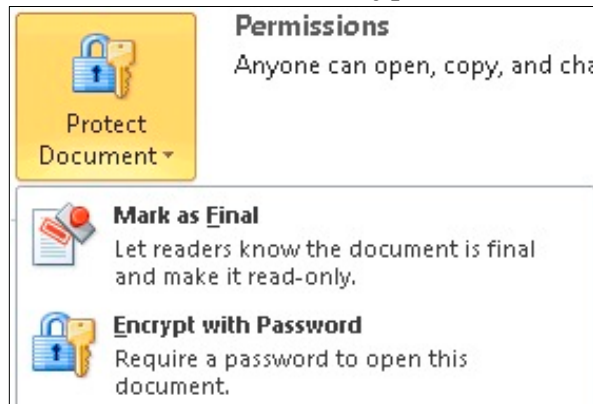 Permissions
Anyone can open, copy, and cha
Protect
Document
Mark as Final
Let readers know the document is final
and make it read-only.
Encrypt with Password
Require a password to open this
document.